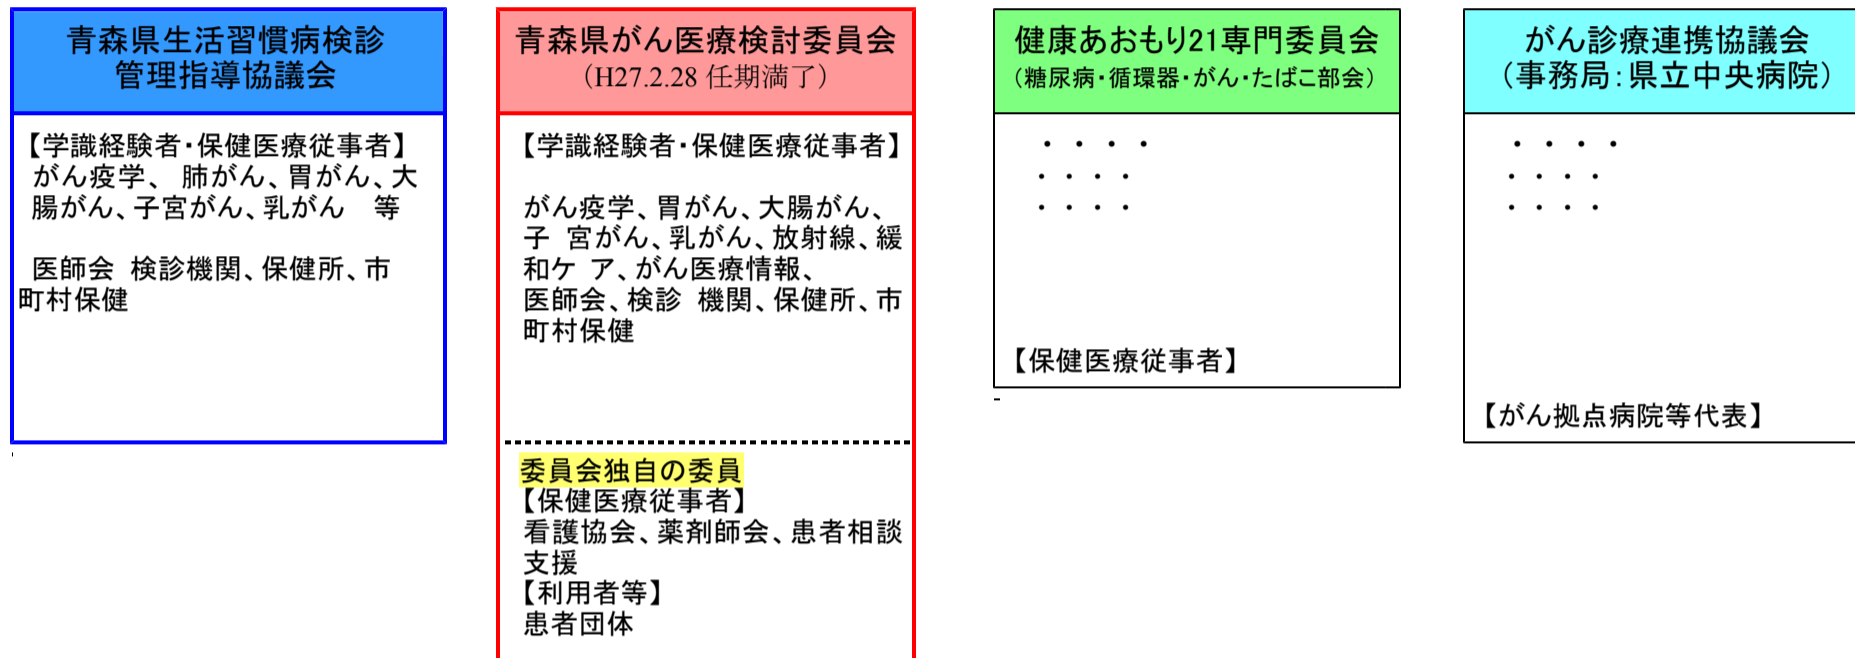 青森県生活習慣病検診
管理指導協議会
【学識経験者・保健医療従事者】
がん疫学、 肺がん、胃がん、大
腸がん、子宮がん、乳がん 等
医師会 検診機関、保健所、市
町村保健
青森県がん医療検討委員会
（H27.2.28 任期満了）
【学識経験者・保健医療従事者】
がん疫学、胃がん、大腸がん、
子 宮がん、乳がん、放射線、緩
和ケ ア、がん医療情報、
医師会、検診 機関、保健所、市
町村保健
委員会独自の委員
【保健医療従事者】
看護協会、薬剤師会、患者相談
支援
【利用者等】
患者団体
健康あおもり21専門委員会
（糖尿病・循環器・がん・たばこ部会）
・・・・
・・・・
・・・・
【保健医療従事者】
がん診療連携協議会
（事務局：県立中央病院）
・・・・
・・・・
・・・・
【がん拠点病院等代表】